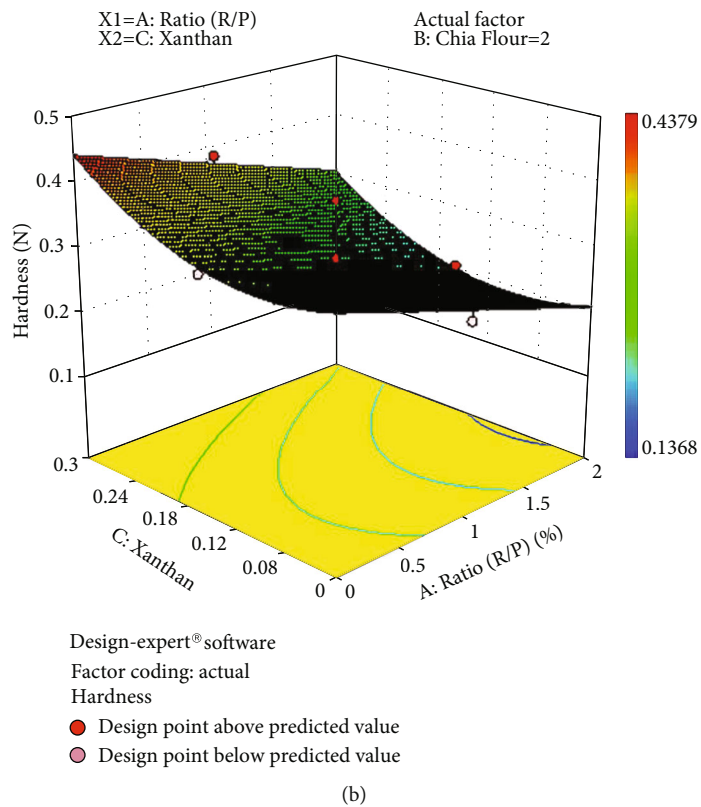 X1=A: Ratio (R/P)
X2=C: Xanthan
Actual factor
B: Chia Flour=2
0.5
0.4
0.3
0.2
0.1
Hardness (N)
0.4379
0.1368
0.3
0.24
0.18
0.12
0.08
0
C: Xanthan
0
0.5
1
1.5
2
A: Ratio (R/P) (%)
Design-expert® software
Factor coding: actual
Hardness
Design point above predicted value
Design point below predicted value
(b)